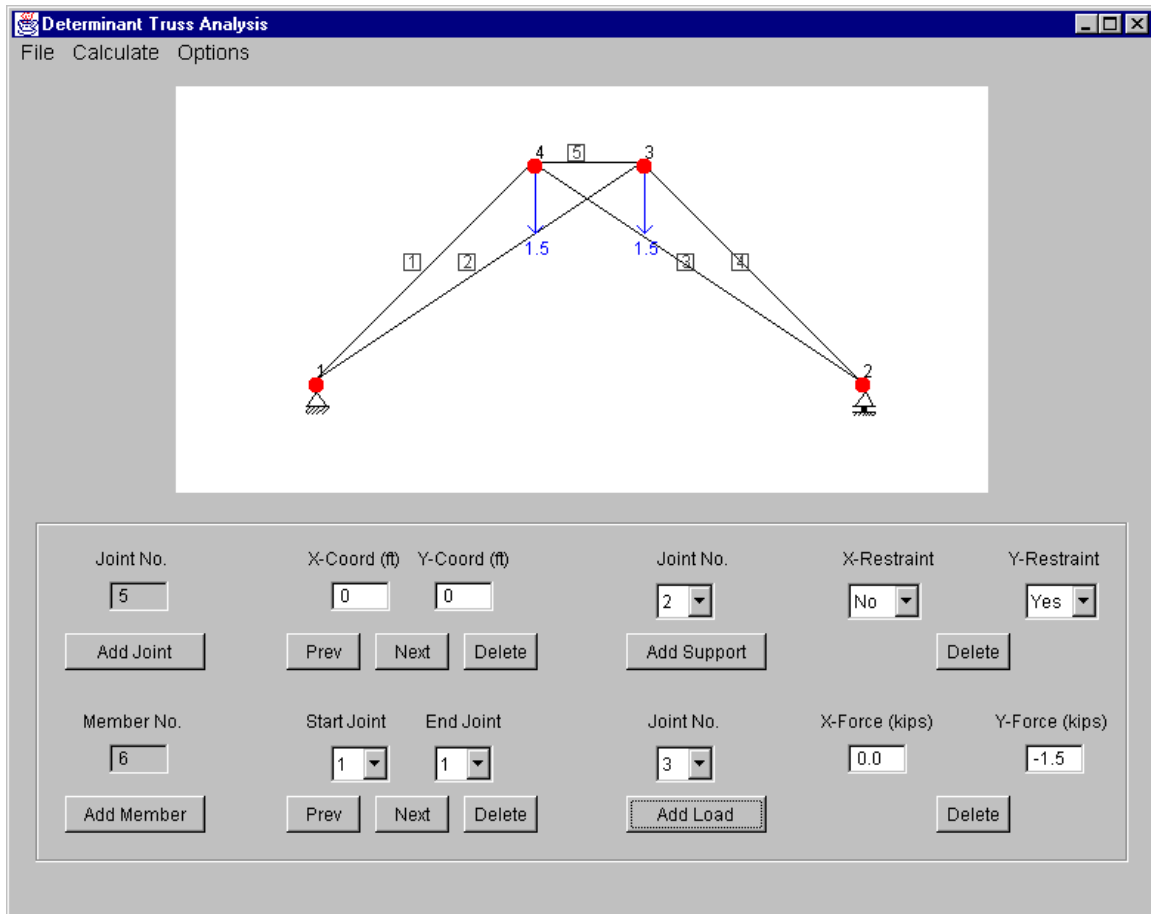 Determinant Truss Analysis
File Calculate Options
4 5 3
1.5 1.5
1 2 3 4
1 2
Joint No. X-Coord (ft) Y-Coord (ft) Joint No. X-Restraint Y-Restraint
5 0 0 2 No Yes
Add Joint Prev Next Delete Add Support Delete
Member No. Start Joint End Joint Joint No. X-Force (kips) Y-Force (kips)
6 1 1 3 0.0 -1.5
Add Member Prev Next Delete Add Load Delete